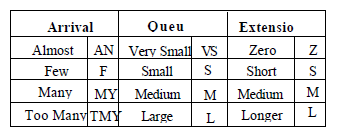 Arrival Queu Extensio
Almost AN Very Small VS Zero Z
Few F Small S Short S
Many MY Medium M Medium M
Too Many TMY Large L Longer L